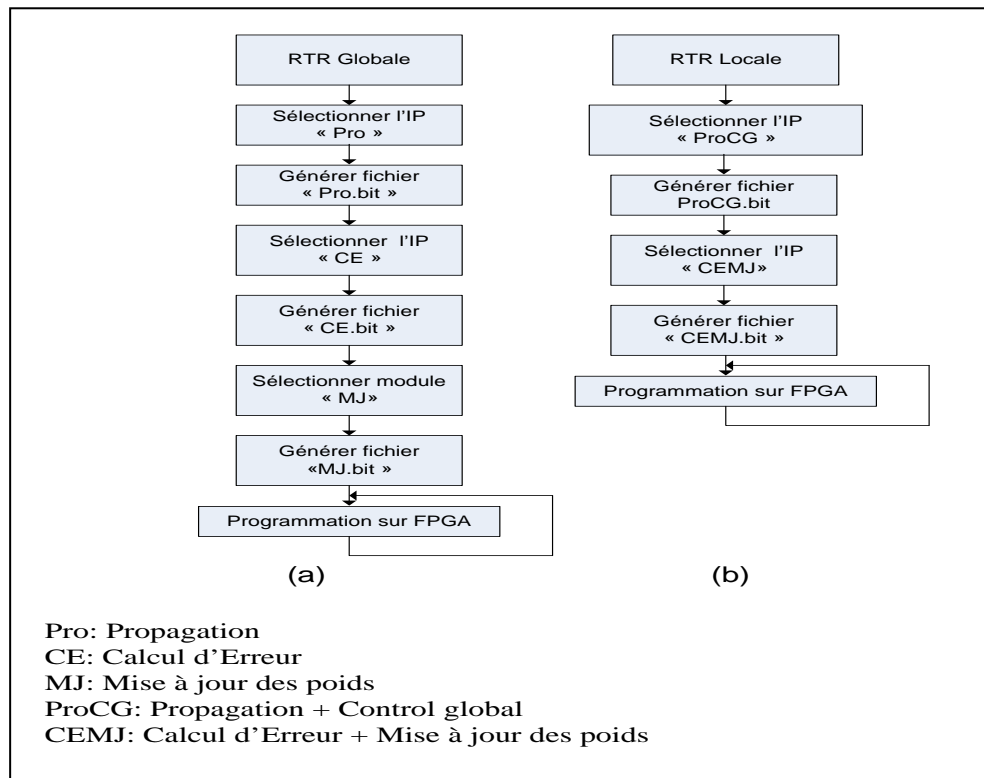 RTR Globale
Sélectionner l'IP
« Pro »
Générer fichier
« Pro.bit »
Sélectionner l'IP
« CE »
Générer fichier
« CE.bit »
Sélectionner module
« MJ»
Générer fichier
«MJ.bit »
Programmation sur FPGA
(a)
RTR Locale
Sélectionner l'IP
« ProCG »
Générer fichier
ProCG.bit
Sélectionner l'IP
« CEMJ»
Générer fichier
« CEMJ.bit »
Programmation sur FPGA
(b)
Pro: Propagation
CE: Calcul d'Erreur
MJ: Mise à jour des poids
ProCG: Propagation + Control global
CEMJ: Calcul d'Erreur + Mise à jour des poids